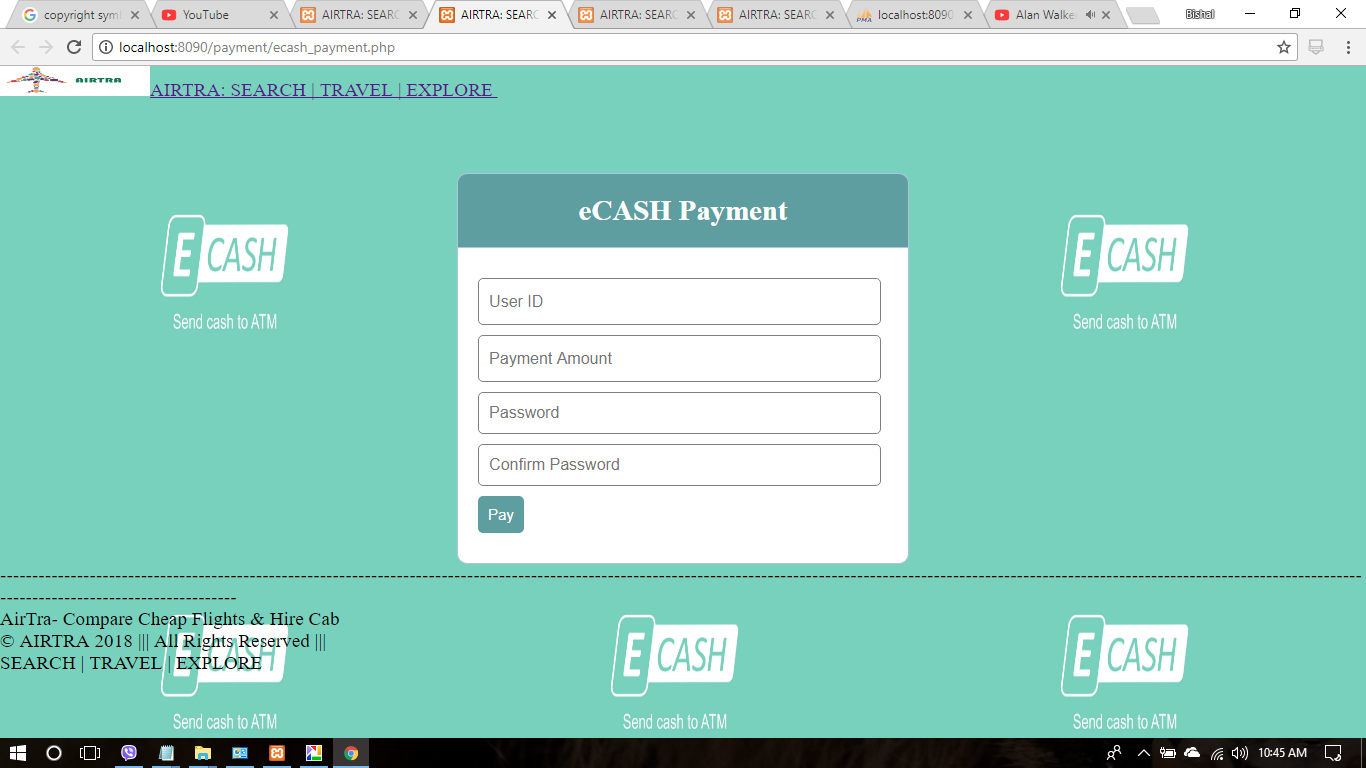 copyright syml
YouTube
AIRTRA: SEARC
AIRTRA: SEARC
AIRTRA: SEARC
AIRTRA: SEARC
PMA
localhost:8090
Alan Walke
Bishal
localhost:8090/payment/ecash_payment.php
AIRTRA
AIRTRA: SEARCH | TRAVEL | EXPLORE
eCASH Payment
E CASH
Send cash to ATM
E CASH
Send cash to ATM
User ID
Payment Amount
Password
Confirm Password
Pay
AirTra- Compare Cheap Flights & Hire Cab
© AIRTRA 2018 ||| All Rights Reserved |||
SEARCH | TRAVEL | EXPLORE
E CASH
Send cash to ATM
E CASH
Send cash to ATM
E CASH
Send cash to ATM
10:45 AM